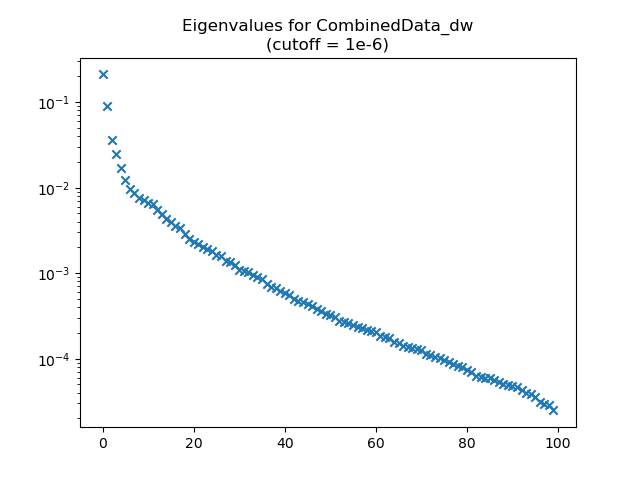 Eigenvalues for CombinedData_dw
(cutoff = 1e-6)
10⁻¹
10⁻²
10⁻³
10⁻⁴
0 20 40 60 80 100